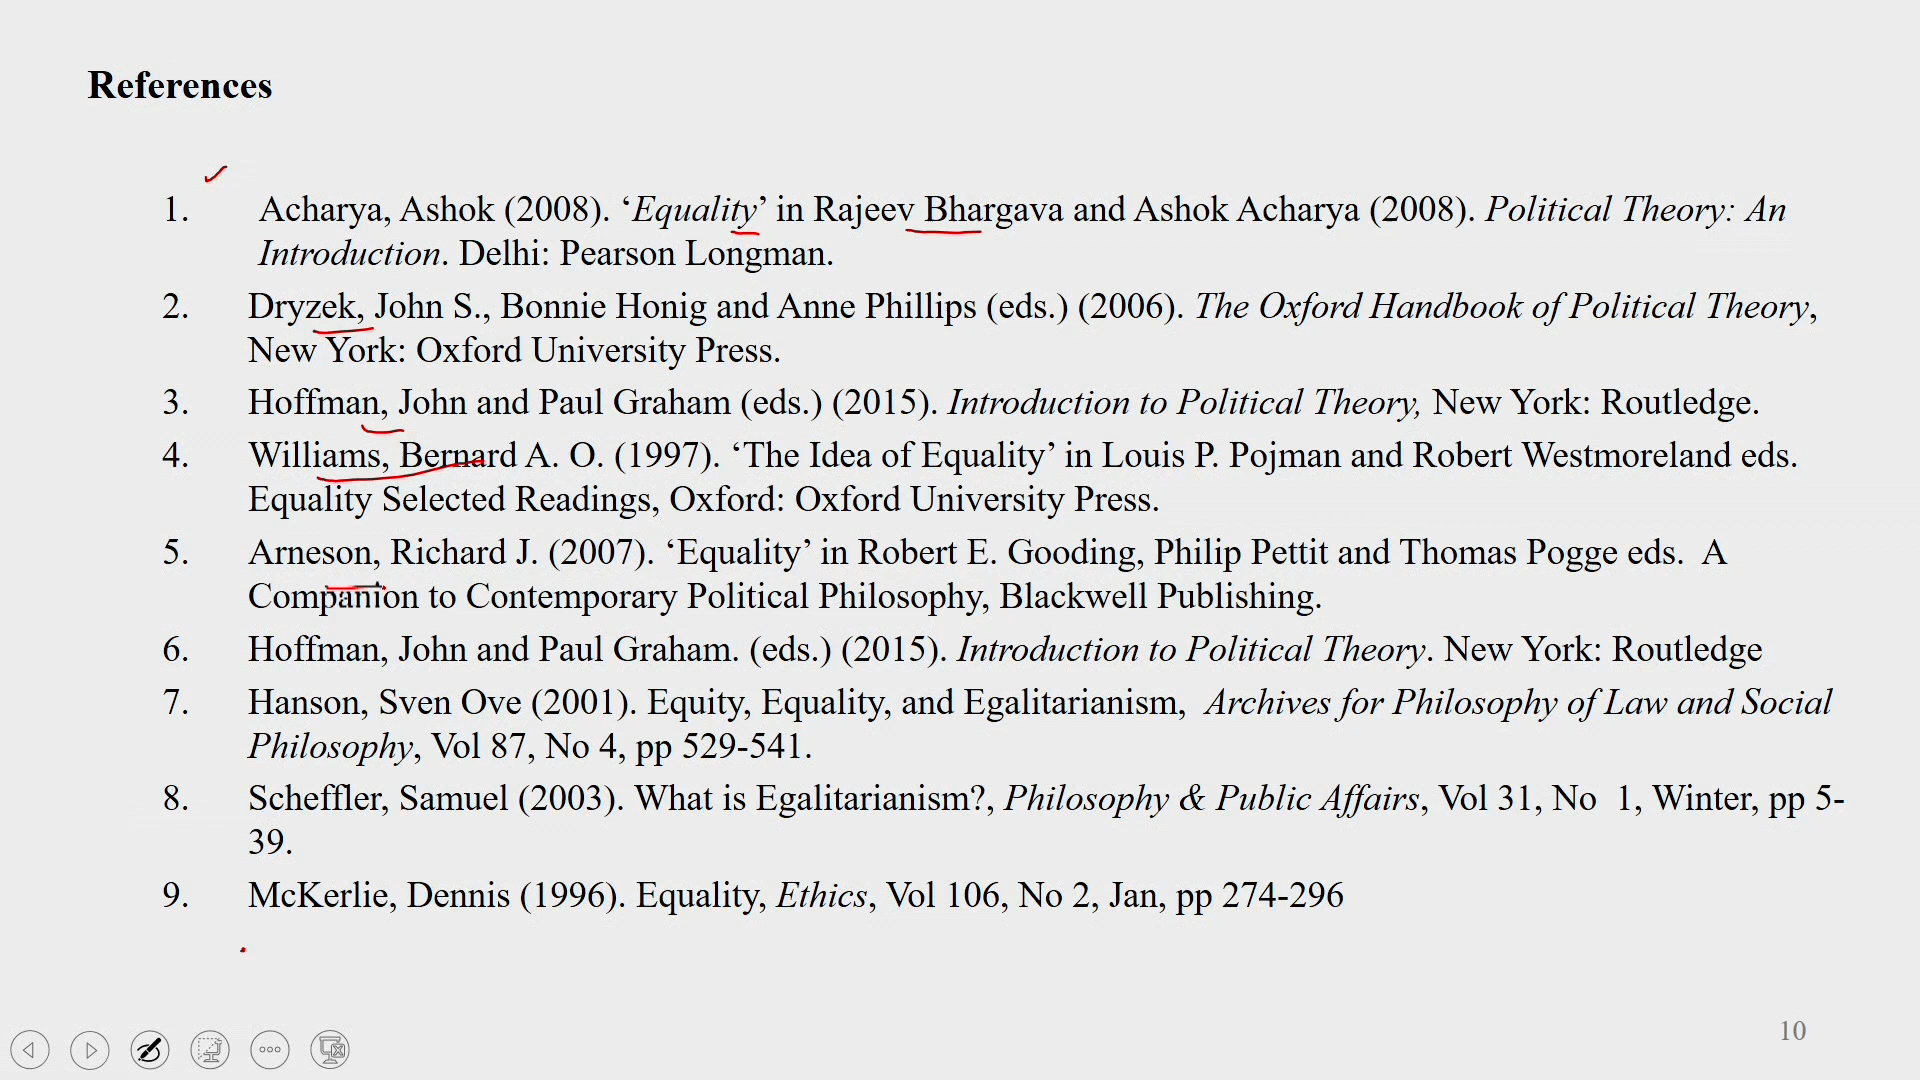 References
1. Acharya, Ashok (2008). ‘Equality’ in Rajeev Bhargava and Ashok Acharya (2008). Political Theory: An
Introduction. Delhi: Pearson Longman.
2. Dryzek, John S., Bonnie Honig and Anne Phillips (eds.) (2006). The Oxford Handbook of Political Theory,
New York: Oxford University Press.
3. Hoffman, John and Paul Graham (eds.) (2015). Introduction to Political Theory, New York: Routledge.
4. Williams, Bernard A. O. (1997). ‘The Idea of Equality’ in Louis P. Pojman and Robert Westmoreland eds.
Equality Selected Readings, Oxford: Oxford University Press.
5. Arneson, Richard J. (2007). ‘Equality’ in Robert E. Gooding, Philip Pettit and Thomas Pogge eds. A
Companion to Contemporary Political Philosophy, Blackwell Publishing.
6. Hoffman, John and Paul Graham. (eds.) (2015). Introduction to Political Theory. New York: Routledge
7. Hanson, Sven Ove (2001). Equity, Equality, and Egalitarianism, Archives for Philosophy of Law and Social
Philosophy, Vol 87, No 4, pp 529-541.
8. Scheffler, Samuel (2003). What is Egalitarianism?, Philosophy & Public Affairs, Vol 31, No 1, Winter, pp 5-
39.
9. McKerlie, Dennis (1996). Equality, Ethics, Vol 106, No 2, Jan, pp 274-296
10